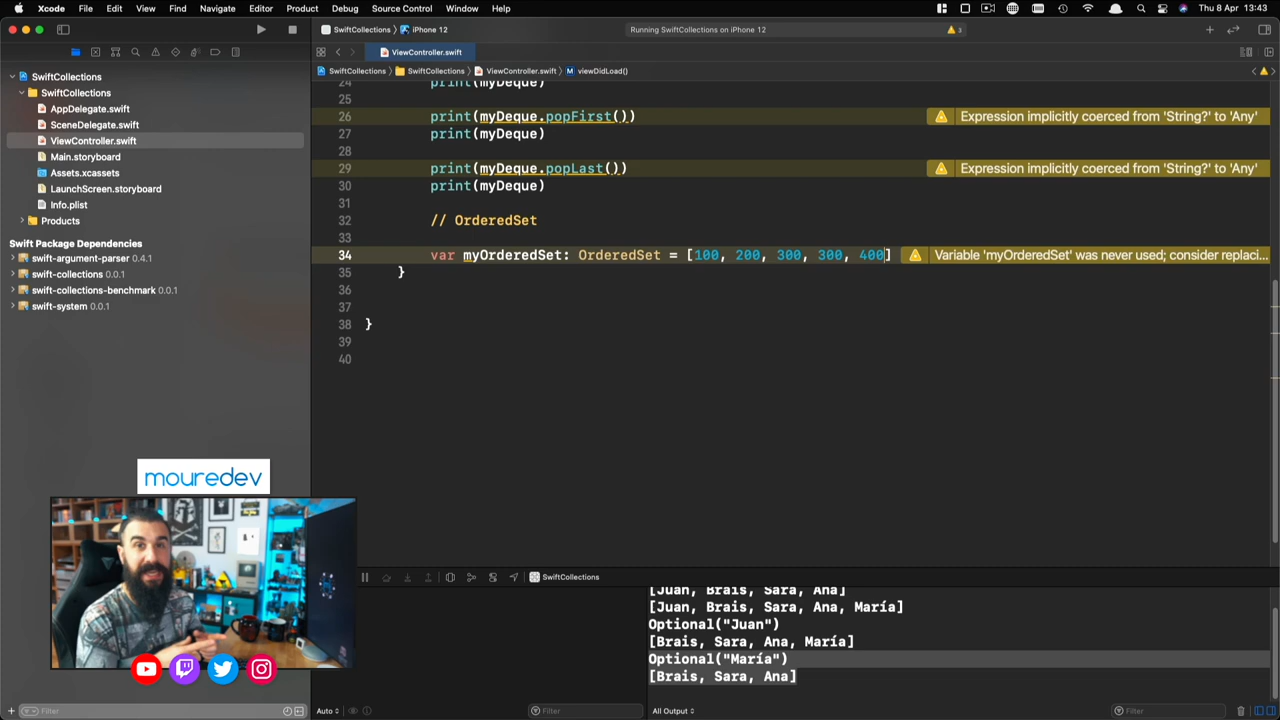 Xcode File Edit View Find Navigate Editor Product Debug Source Control Window Help Thu 8 Apr 13:43
SwiftCollections iPhone 12 Running SwiftCollections on iPhone 12 3
ViewController.swift
SwiftCollections SwiftCollections ViewController.swift M viewDidLoad()
SwiftCollections
SwiftCollections
AppDelegate.swift
SceneDelegate.swift
ViewController.swift
Main.storyboard
Assets.xcassets
LaunchScreen.storyboard
Info.plist
Products
Swift Package Dependencies
swift-argument-parser 0.4.1
swift-collections 0.0.1
swift-collections-benchmark 0.0.1
swift-system 0.0.1
24 print(myDeque)
25
26 print(myDeque.popFirst()) Expression implicitly coerced from 'String?' to 'Any'
27 print(myDeque)
28
29 print(myDeque.popLast()) Expression implicitly coerced from 'String?' to 'Any'
30 print(myDeque)
31
32 // OrderedSet
33
34 var myOrderedSet: OrderedSet = [100, 200, 300, 300, 400] Variable 'myOrderedSet' was never used; consider replaci...
35 }
36
37
38 }
39
40
mouredev
SwiftCollections
[Juan, Brais, Sara, Ana]
[Juan, Brais, Sara, Ana, María]
Optional("Juan")
[Brais, Sara, Ana, María]
Optional("María")
[Brais, Sara, Ana]
Filter Auto Filter All Output Filter